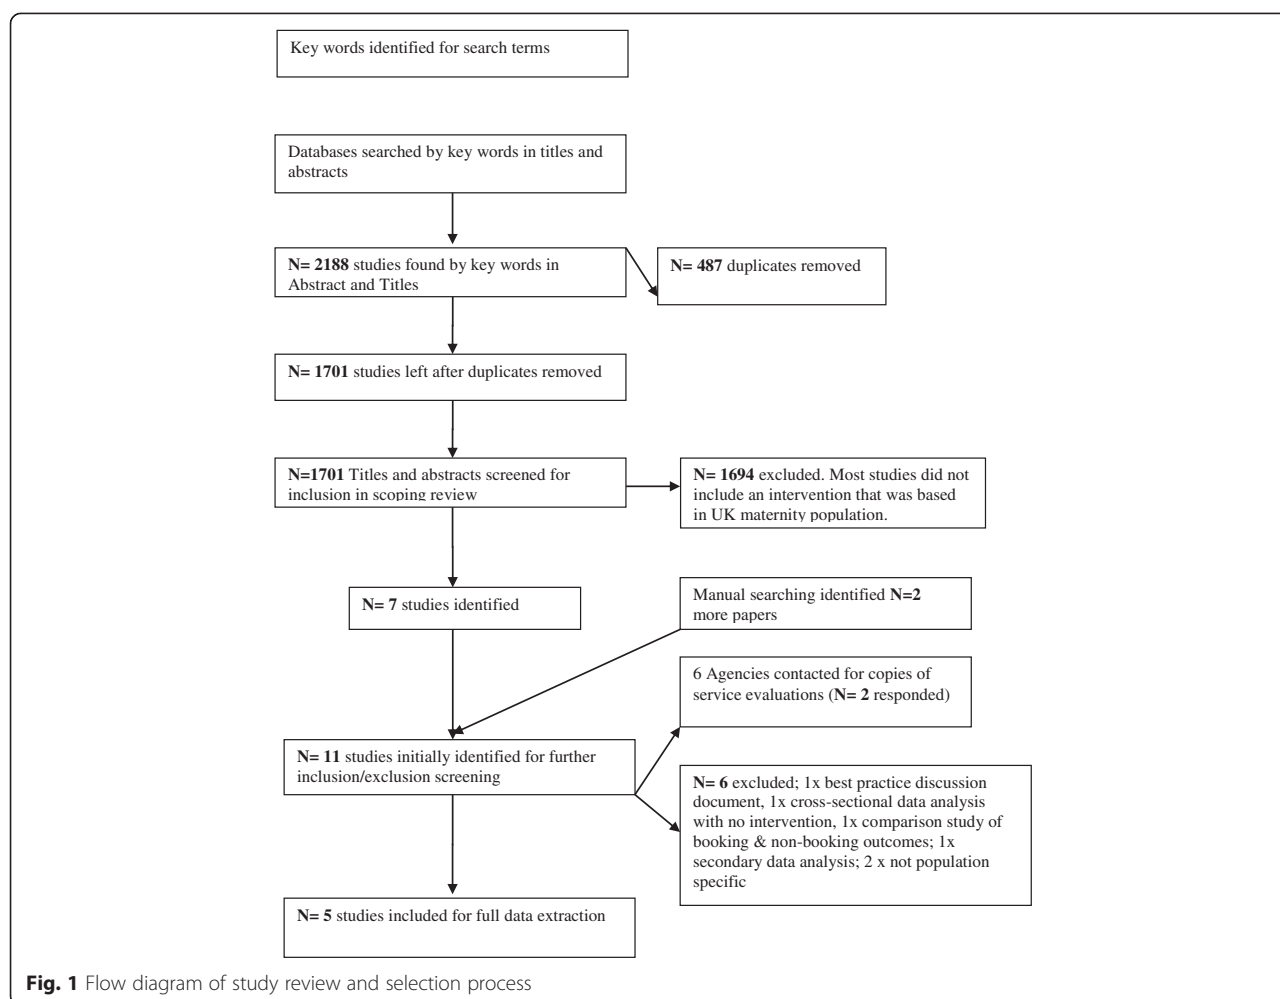 Key words identified for search terms
Databases searched by key words in titles and
abstracts
N= 2188 studies found by key words in
Abstract and Titles
N= 487 duplicates removed
N= 1701 studies left after duplicates removed
N=1701 Titles and abstracts screened for
inclusion in scoping review
N= 1694 excluded. Most studies did not
include an intervention that was based
in UK maternity population.
N= 7 studies identified
Manual searching identified N=2
more papers
6 Agencies contacted for copies of
service evaluations (N= 2 responded)
N= 11 studies initially identified for further
inclusion/exclusion screening
N= 6 excluded; 1x best practice discussion
document, 1x cross-sectional data analysis
with no intervention, 1x comparison study of
booking & non-booking outcomes; 1x
secondary data analysis; 2 x not population
specific
N= 5 studies included for full data extraction
Fig. 1 Flow diagram of study review and selection process